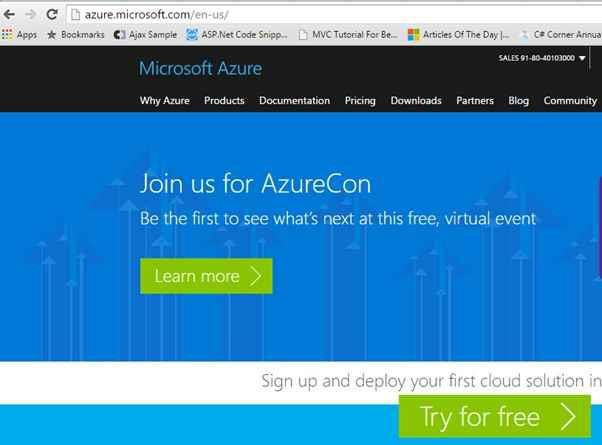 azure.microsoft.com/en-us/
Apps Bookmarks Ajax Sample ASP.Net Code Snipp... MVC Tutorial For Be... Articles Of The Day |... C# Corner Annua
SALES 91-80-40103000
Microsoft Azure
Why Azure Products Documentation Pricing Downloads Partners Blog Community
Join us for AzureCon
Be the first to see what's next at this free, virtual event
Learn more
Sign up and deploy your first cloud solution in
Try for free